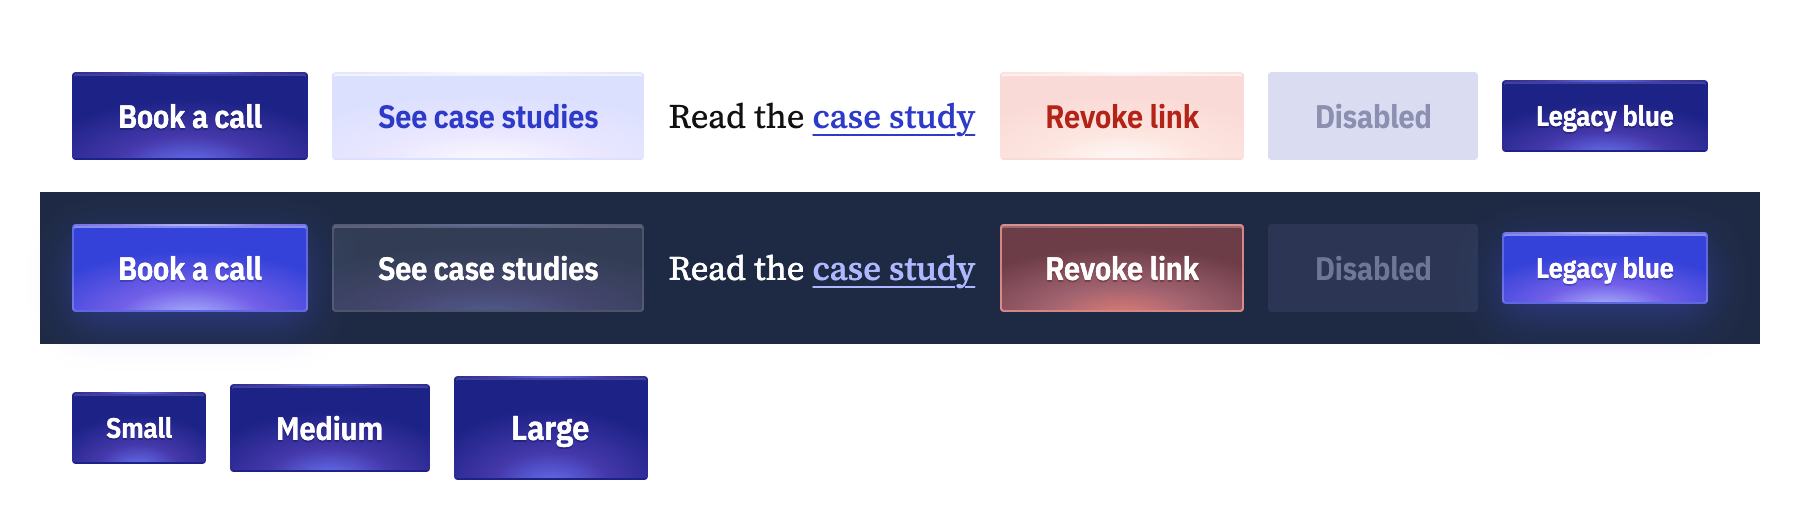 Book a call See case studies Read the case study Revoke link Disabled Legacy blue
Book a call See case studies Read the case study Revoke link Disabled Legacy blue
Small Medium Large